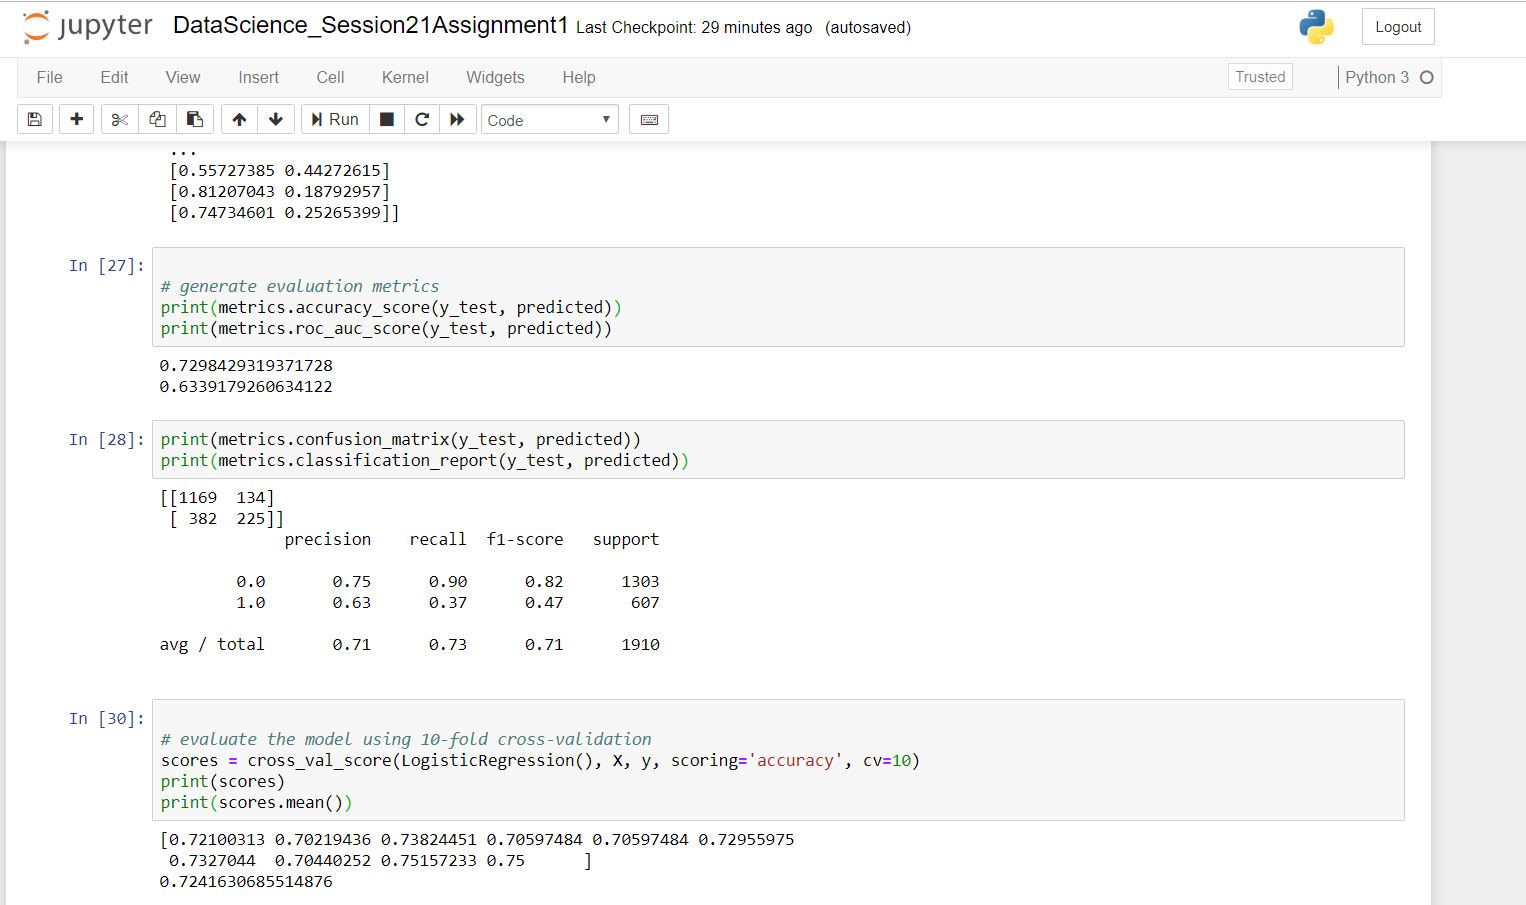 jupyter DataScience_Session21Assignment1 Last Checkpoint: 29 minutes ago (autosaved) Logout
File Edit View Insert Cell Kernel Widgets Help Trusted Python 3
Run Code
...
[0.55727385 0.44272615]
[0.81207043 0.18792957]
[0.74734601 0.25265399]]
In [27]:
# generate evaluation metrics
print(metrics.accuracy_score(y_test, predicted))
print(metrics.roc_auc_score(y_test, predicted))
0.7298429319371728
0.6339179260634122
In [28]: print(metrics.confusion_matrix(y_test, predicted))
print(metrics.classification_report(y_test, predicted))
[[1169 134]
[ 382 225]]
precision recall f1-score support
0.0 0.75 0.90 0.82 1303
1.0 0.63 0.37 0.47 607
avg / total 0.71 0.73 0.71 1910
In [30]:
# evaluate the model using 10-fold cross-validation
scores = cross_val_score(LogisticRegression(), X, y, scoring='accuracy', cv=10)
print(scores)
print(scores.mean())
[0.72100313 0.70219436 0.73824451 0.70597484 0.70597484 0.72955975
0.7327044 0.70440252 0.75157233 0.75 ]
0.7241630685514876